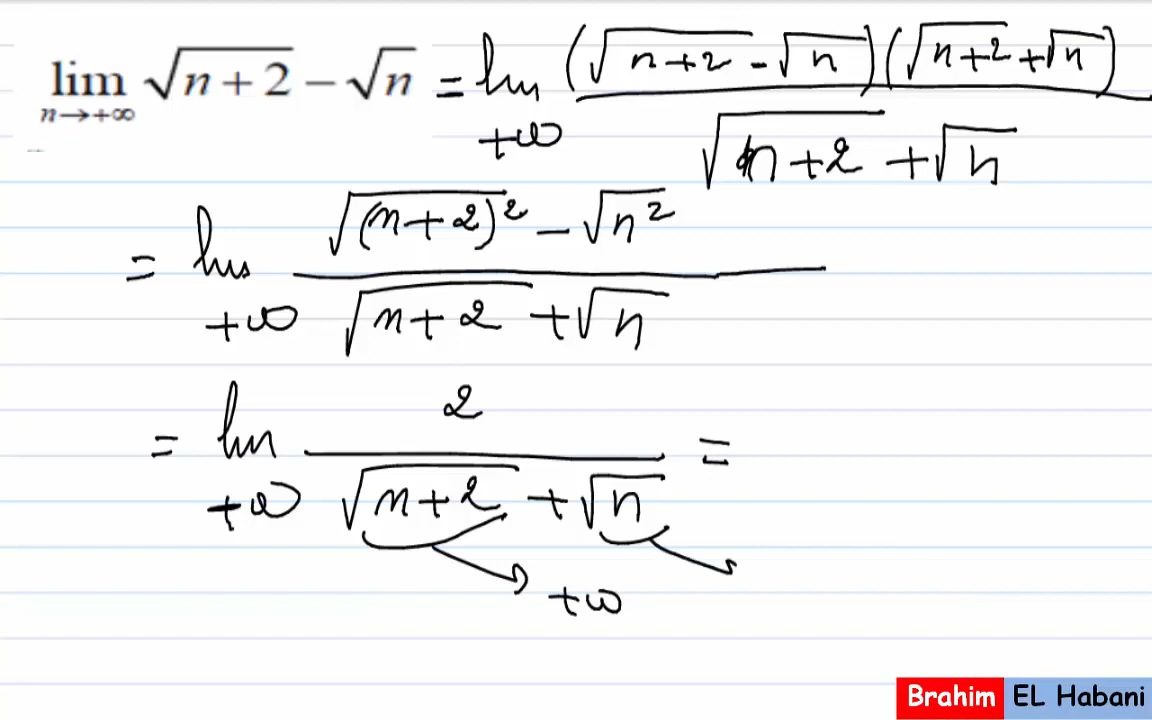 lim √(n+2) − √n = lim (√(n+2) − √n)(√(n+2) + √n)
n→+∞ +∞ √(n+2) + √n
= lim √(n+2)² − √n²
+∞ √(n+2) + √n
= lim 2 =
+∞ √(n+2) + √n
+∞
Brahim EL Habani